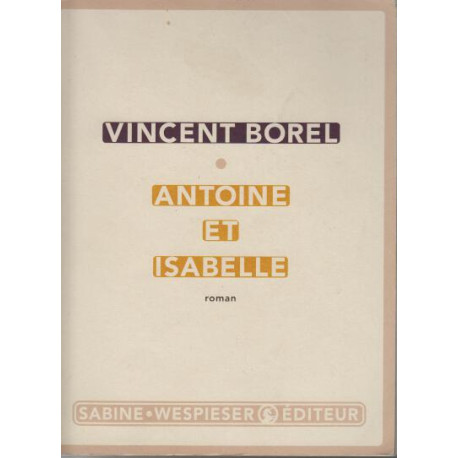 VINCENT BOREL
ANTOINE
ET
ISABELLE
roman
SABINE • WESPIESER ÉDITEUR